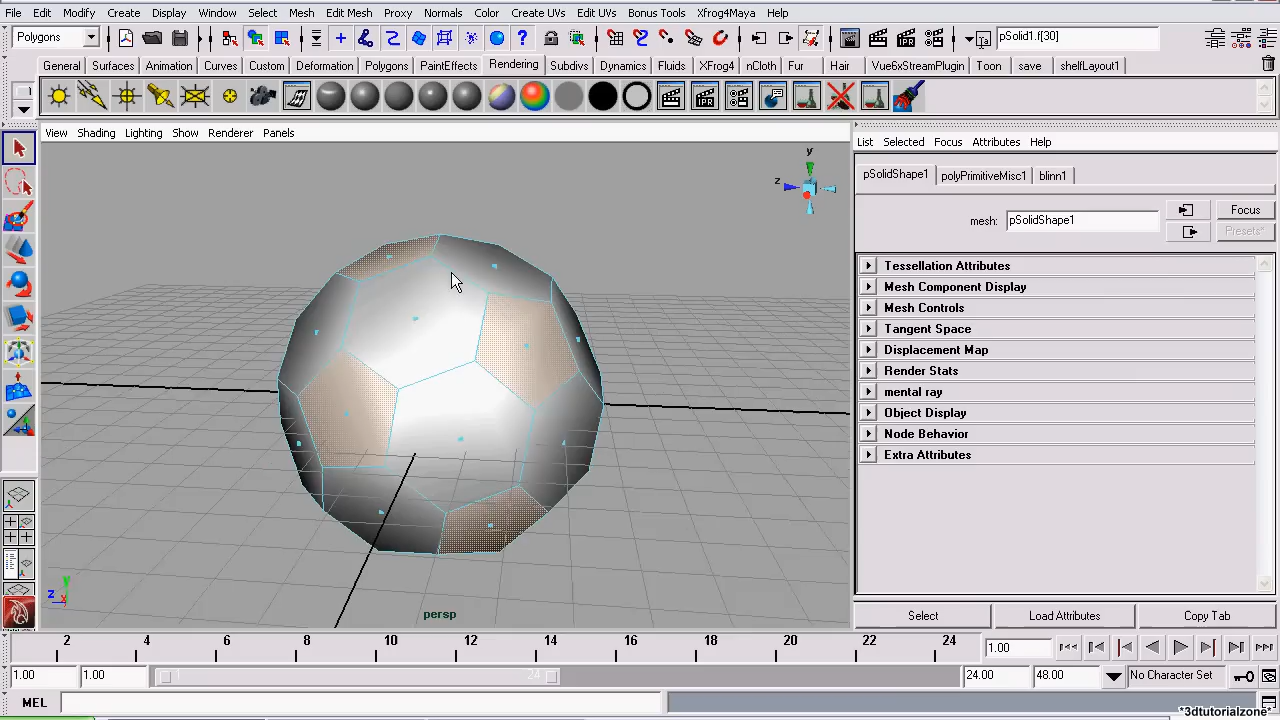 File Edit Modify Create Display Window Select Mesh Edit Mesh Proxy Normals Color Create UVs Edit UVs Bonus Tools Xfrog4Maya Help
Polygons pSolid1.f[30]
General Surfaces Animation Curves Custom Deformation Polygons PaintEffects Rendering Subdivs Dynamics Fluids XFrog4 nCloth Fur Hair Vue6xStreamPlugin Toon save shelfLayout1
IPR
View Shading Lighting Show Renderer Panels
List Selected Focus Attributes Help
pSolidShape1 polyPrimitiveMisc1 blinn1
mesh: pSolidShape1 Focus
Presets*
Tessellation Attributes
Mesh Component Display
Mesh Controls
Tangent Space
Displacement Map
Render Stats
mental ray
Object Display
Node Behavior
Extra Attributes
y
z
y
z x
persp
Select Load Attributes Copy Tab
2 4 6 8 10 12 14 16 18 20 22 24 1.00
1.00 1.00 1 24 24.00 48.00 No Character Set
MEL
*3dtutorialzone*